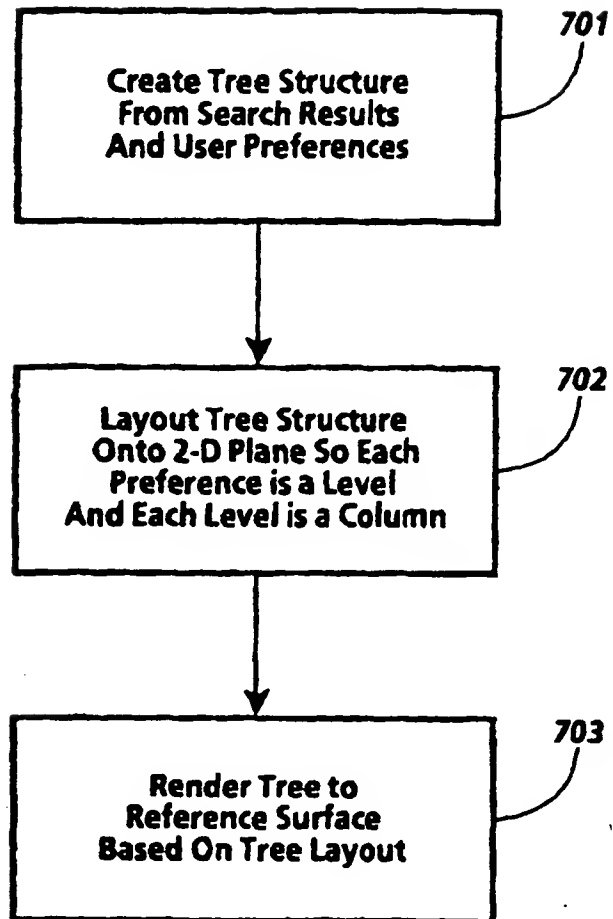 701
Create Tree Structure
From Search Results
And User Preferences
702
Layout Tree Structure
Onto 2-D Plane So Each
Preference is a Level
And Each Level is a Column
703
Render Tree to
Reference Surface
Based On Tree Layout